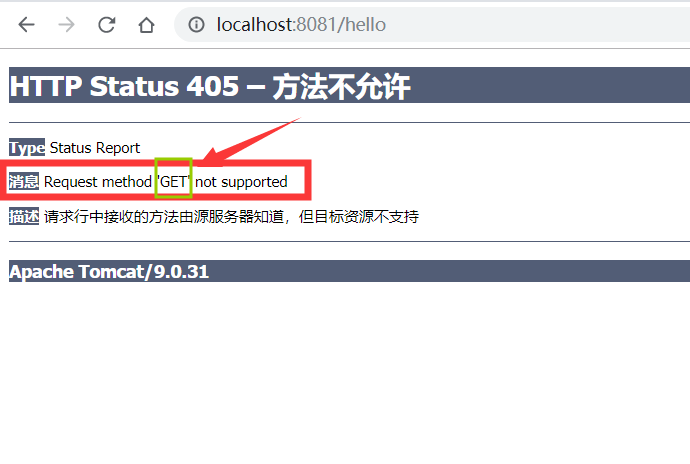 localhost:8081/hello
HTTP Status 405 – 方法不允许
Type Status Report
消息 Request method 'GET' not supported
描述 请求行中接收的方法由源服务器知道，但目标资源不支持
Apache Tomcat/9.0.31